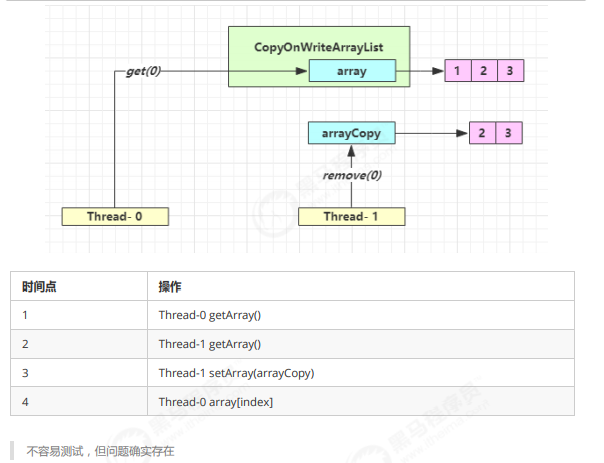 CopyOnWriteArrayList
get(0)
array
1 2 3
arrayCopy
2 3
remove(0)
Thread- 0
Thread- 1
时间点 操作
1 Thread-0 getArray()
2 Thread-1 getArray()
3 Thread-1 setArray(arrayCopy)
4 Thread-0 array[index]
不容易测试，但问题确实存在